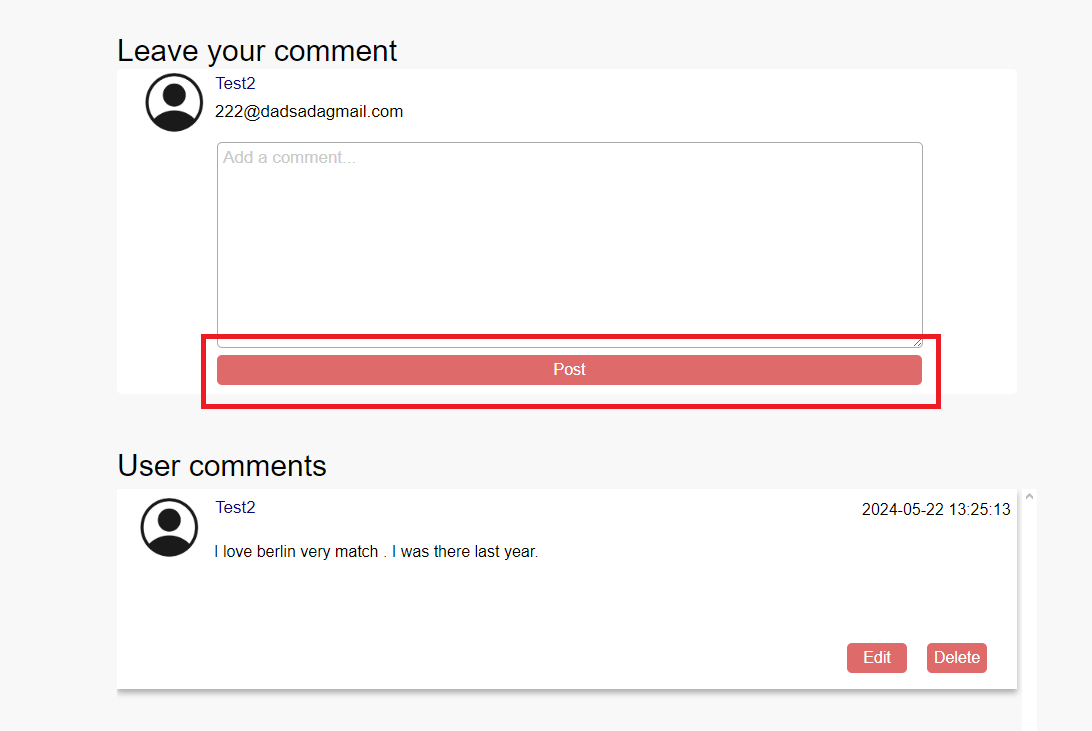 Leave your comment
Test2
222@dadsadagmail.com
Add a comment...
Post
User comments
Test2
2024-05-22 13:25:13
I love berlin very match . I was there last year.
Edit Delete